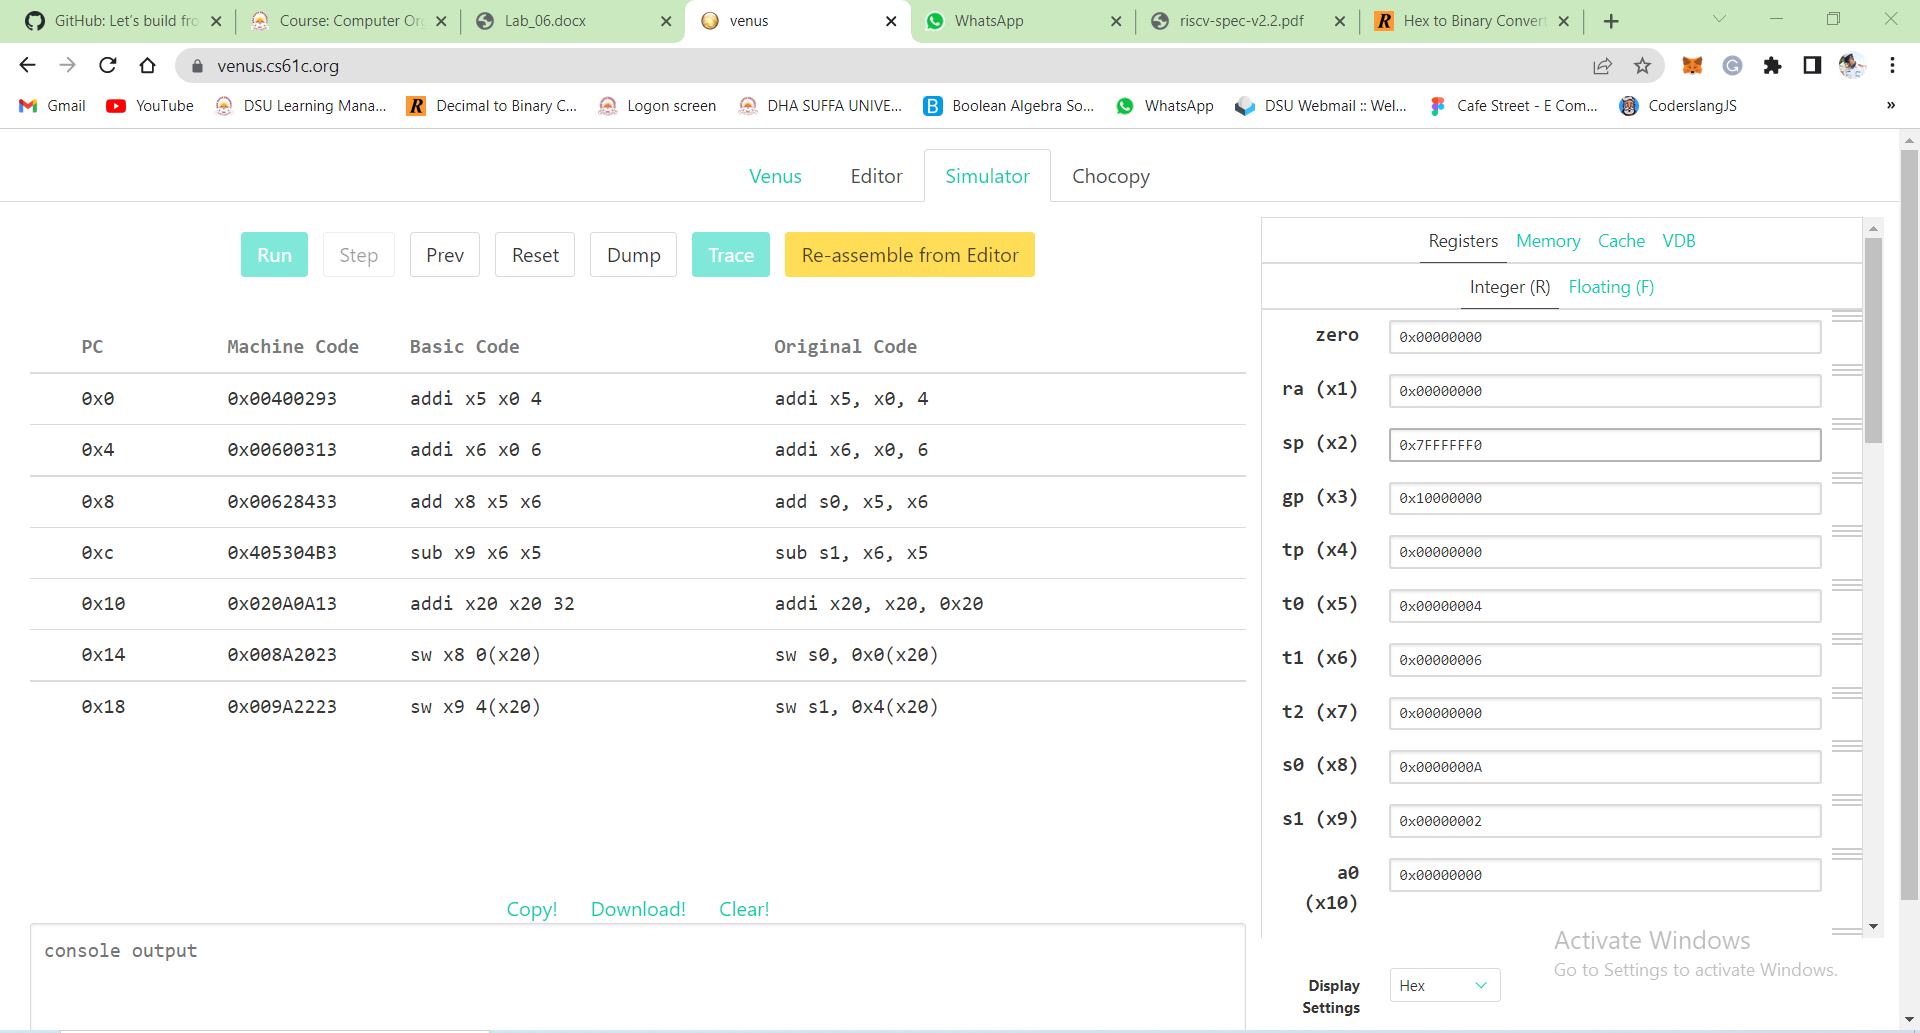 GitHub: Let's build fro
Course: Computer Or
Lab_06.docx
venus
WhatsApp
riscv-spec-v2.2.pdf
Hex to Binary Convert
venus.cs61c.org
Gmail
YouTube
DSU Learning Mana...
Decimal to Binary C...
Logon screen
DHA SUFFA UNIVE...
Boolean Algebra So...
WhatsApp
DSU Webmail :: Wel...
Cafe Street - E Com...
CoderslangJS
»
Venus Editor Simulator Chocopy
Run Step Prev Reset Dump Trace Re-assemble from Editor
PC Machine Code Basic Code Original Code
0x0 0x00400293 addi x5 x0 4 addi x5, x0, 4
0x4 0x00600313 addi x6 x0 6 addi x6, x0, 6
0x8 0x00628433 add x8 x5 x6 add s0, x5, x6
0xc 0x405304B3 sub x9 x6 x5 sub s1, x6, x5
0x10 0x020A0A13 addi x20 x20 32 addi x20, x20, 0x20
0x14 0x008A2023 sw x8 0(x20) sw s0, 0x0(x20)
0x18 0x009A2223 sw x9 4(x20) sw s1, 0x4(x20)
Copy! Download! Clear!
console output
Registers Memory Cache VDB
Integer (R) Floating (F)
zero 0x00000000
ra (x1) 0x00000000
sp (x2) 0x7FFFFFF0
gp (x3) 0x10000000
tp (x4) 0x00000000
t0 (x5) 0x00000004
t1 (x6) 0x00000006
t2 (x7) 0x00000000
s0 (x8) 0x0000000A
s1 (x9) 0x00000002
a0 0x00000000
(x10)
Activate Windows
Go to Settings to activate Windows.
Display Hex
Settings